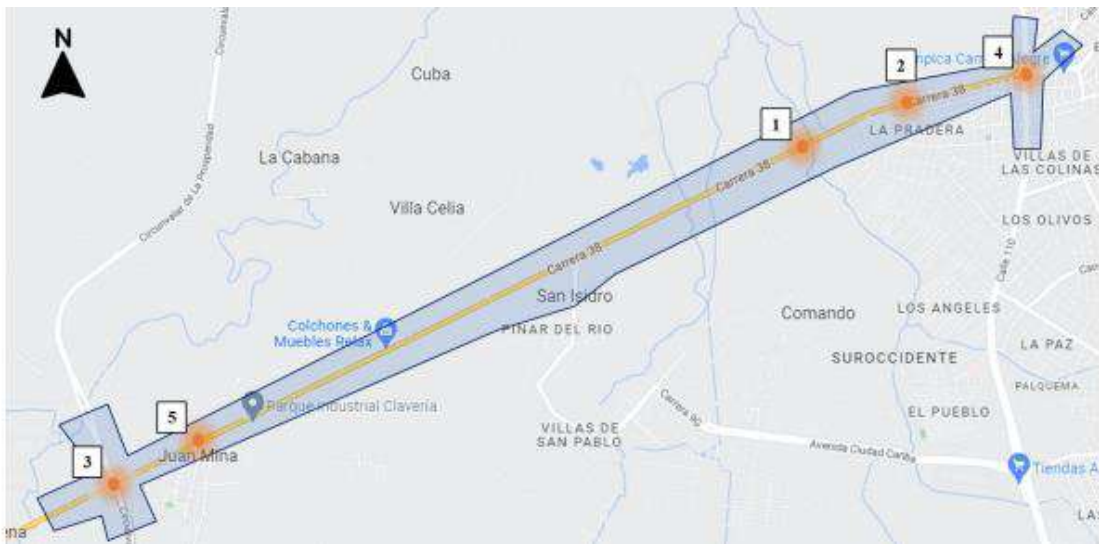 N
Cuba
La Cabana
Villa Celia
Circunvalar de La Prosperidad
4
2
1
Carrera 38
LA PRADERA
Carrera 38
VILLAS DE
LAS COLINAS
LOS OLIVOS
Calle 110
Carrera 38
San Isidro
PINAR DEL RIO
Comando
LOS ANGELES
LA PAZ
SUROCCIDENTE
PALQUEMA
EL PUEBLO
Colchones &
Muebles Relax
Parque Industrial Clavería
5
Juan Mina
3
VILLAS DE
SAN PABLO
Carrera 9G
Avenida Ciudad Caribe
Tiendas A